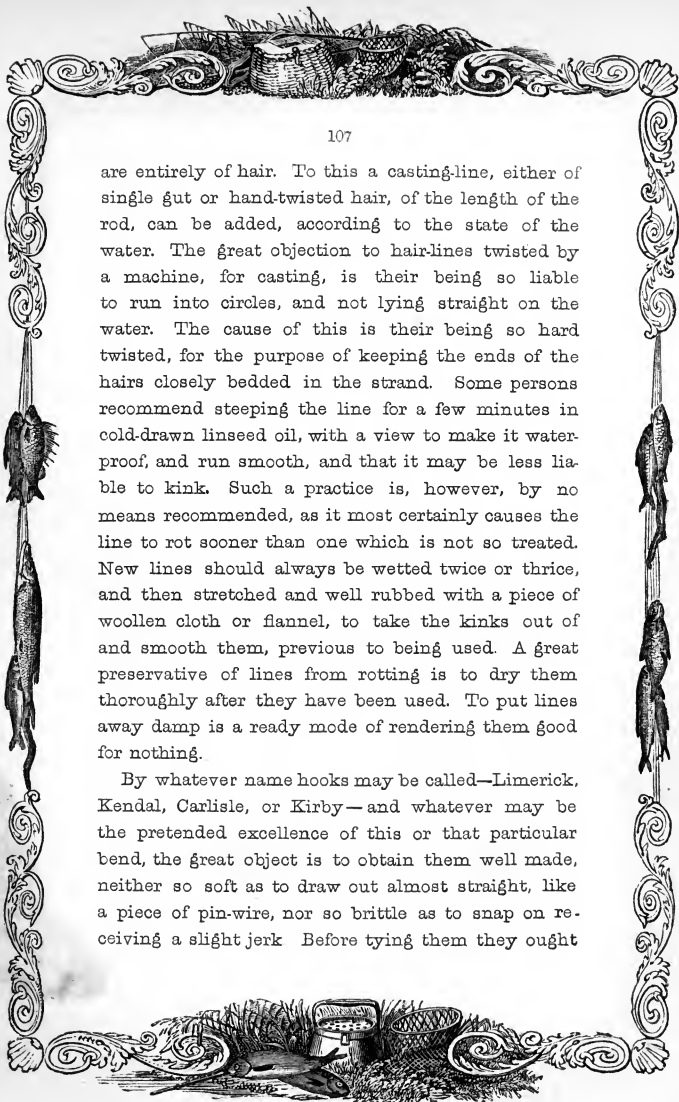 107
are entirely of hair. To this a casting-line, either of
single gut or hand-twisted hair, of the length of the
rod, can be added, according to the state of the
water. The great objection to hair-lines twisted by
a machine, for casting, is their being so liable
to run into circles, and not lying straight on the
water. The cause of this is their being so hard
twisted, for the purpose of keeping the ends of the
hairs closely bedded in the strand. Some persons
recommend steeping the line for a few minutes in
cold-drawn linseed oil, with a view to make it water-
proof, and run smooth, and that it may be less lia-
ble to kink. Such a practice is, however, by no
means recommended, as it most certainly causes the
line to rot sooner than one which is not so treated.
New lines should always be wetted twice or thrice,
and then stretched and well rubbed with a piece of
woollen cloth or flannel, to take the kinks out of
and smooth them, previous to being used. A great
preservative of lines from rotting is to dry them
thoroughly after they have been used. To put lines
away damp is a ready mode of rendering them good
for nothing.
By whatever name hooks may be called—Limerick,
Kendal, Carlisle, or Kirby—and whatever may be
the pretended excellence of this or that particular
bend, the great object is to obtain them well made,
neither so soft as to draw out almost straight, like
a piece of pin-wire, nor so brittle as to snap on re-
ceiving a slight jerk Before tying them they ought